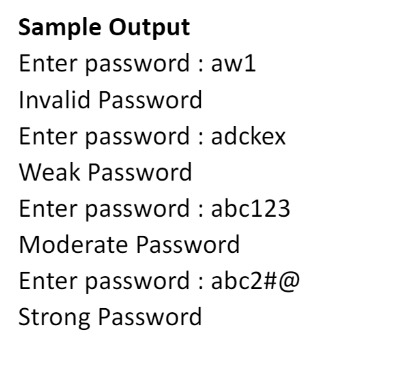 Sample Output
Enter password : aw1
Invalid Password
Enter password : adckex
Weak Password
Enter password : abc123
Moderate Password
Enter password : abc2#@
Strong Password